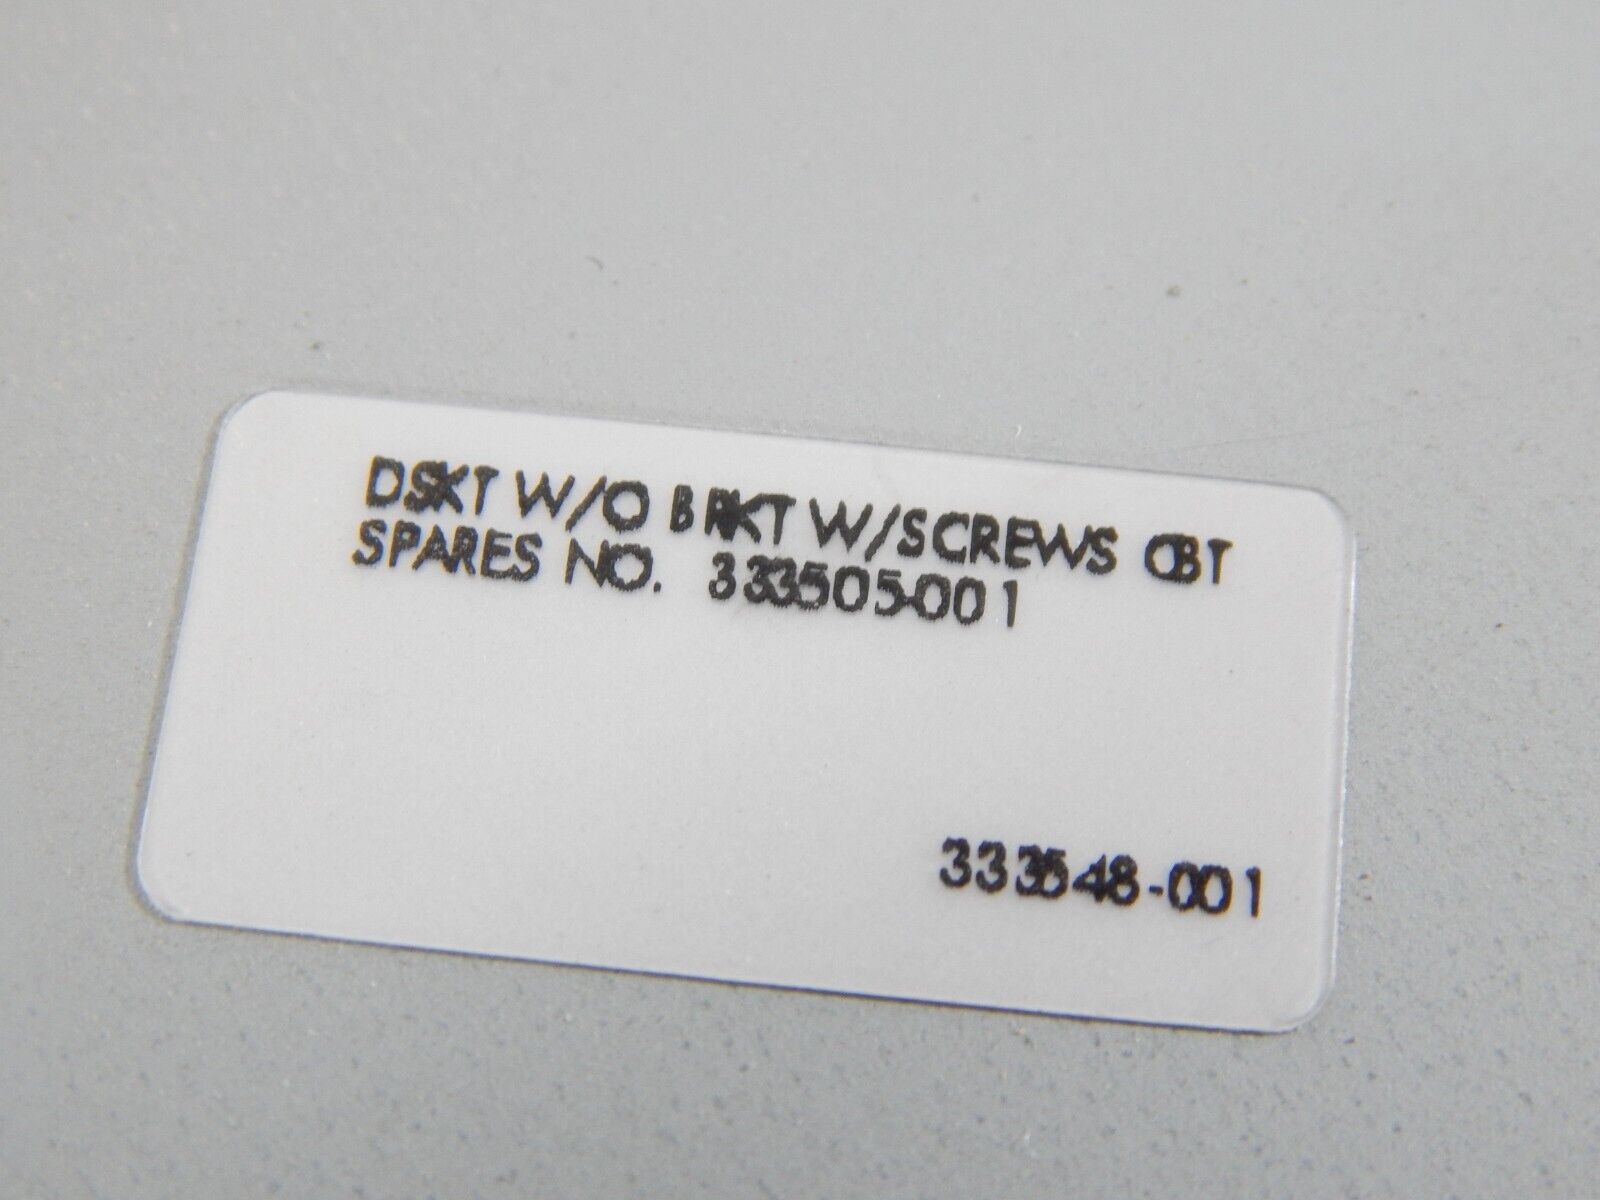 DSKT W/O BRKT W/SCREWS CBT
SPARES NO. 333505-001
333548-001